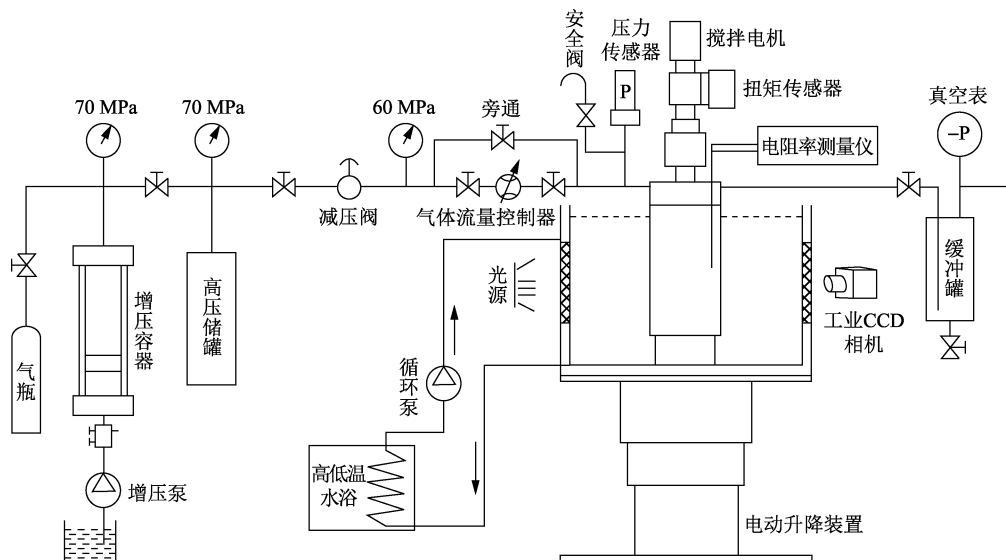 安全阀
压力
传感器
搅拌电机
扭矩传感器
P
70 MPa
70 MPa
60 MPa
旁通
真空表
-P
电阻率测量仪
减压阀
气体流量控制器
高压储罐
增压容器
光源
缓冲罐
工业CCD
相机
气瓶
循环泵
高低温
水浴
增压泵
电动升降装置